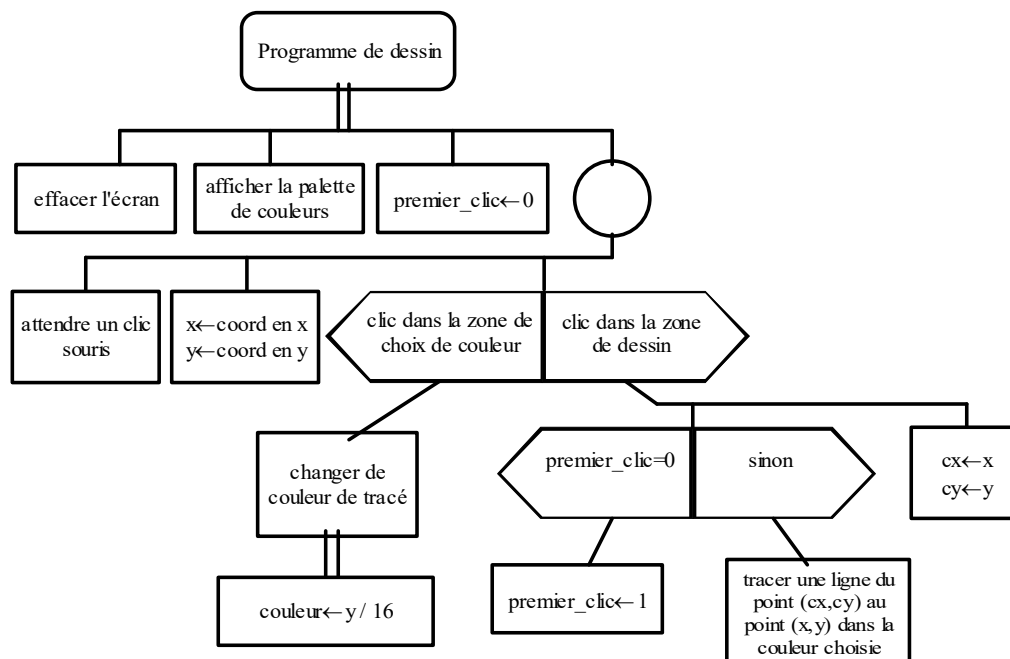 Programme de dessin
effacer l'écran
afficher la palette
de couleurs
premier_clic←0
attendre un clic
souris
x←coord en x
y←coord en y
clic dans la zone de
choix de couleur
clic dans la zone
de dessin
changer de
couleur de tracé
couleur←y / 16
premier_clic=0
sinon
cx←x
cy←y
premier_clic←1
tracer une ligne du
point (cx,cy) au
point (x,y) dans la
couleur choisie